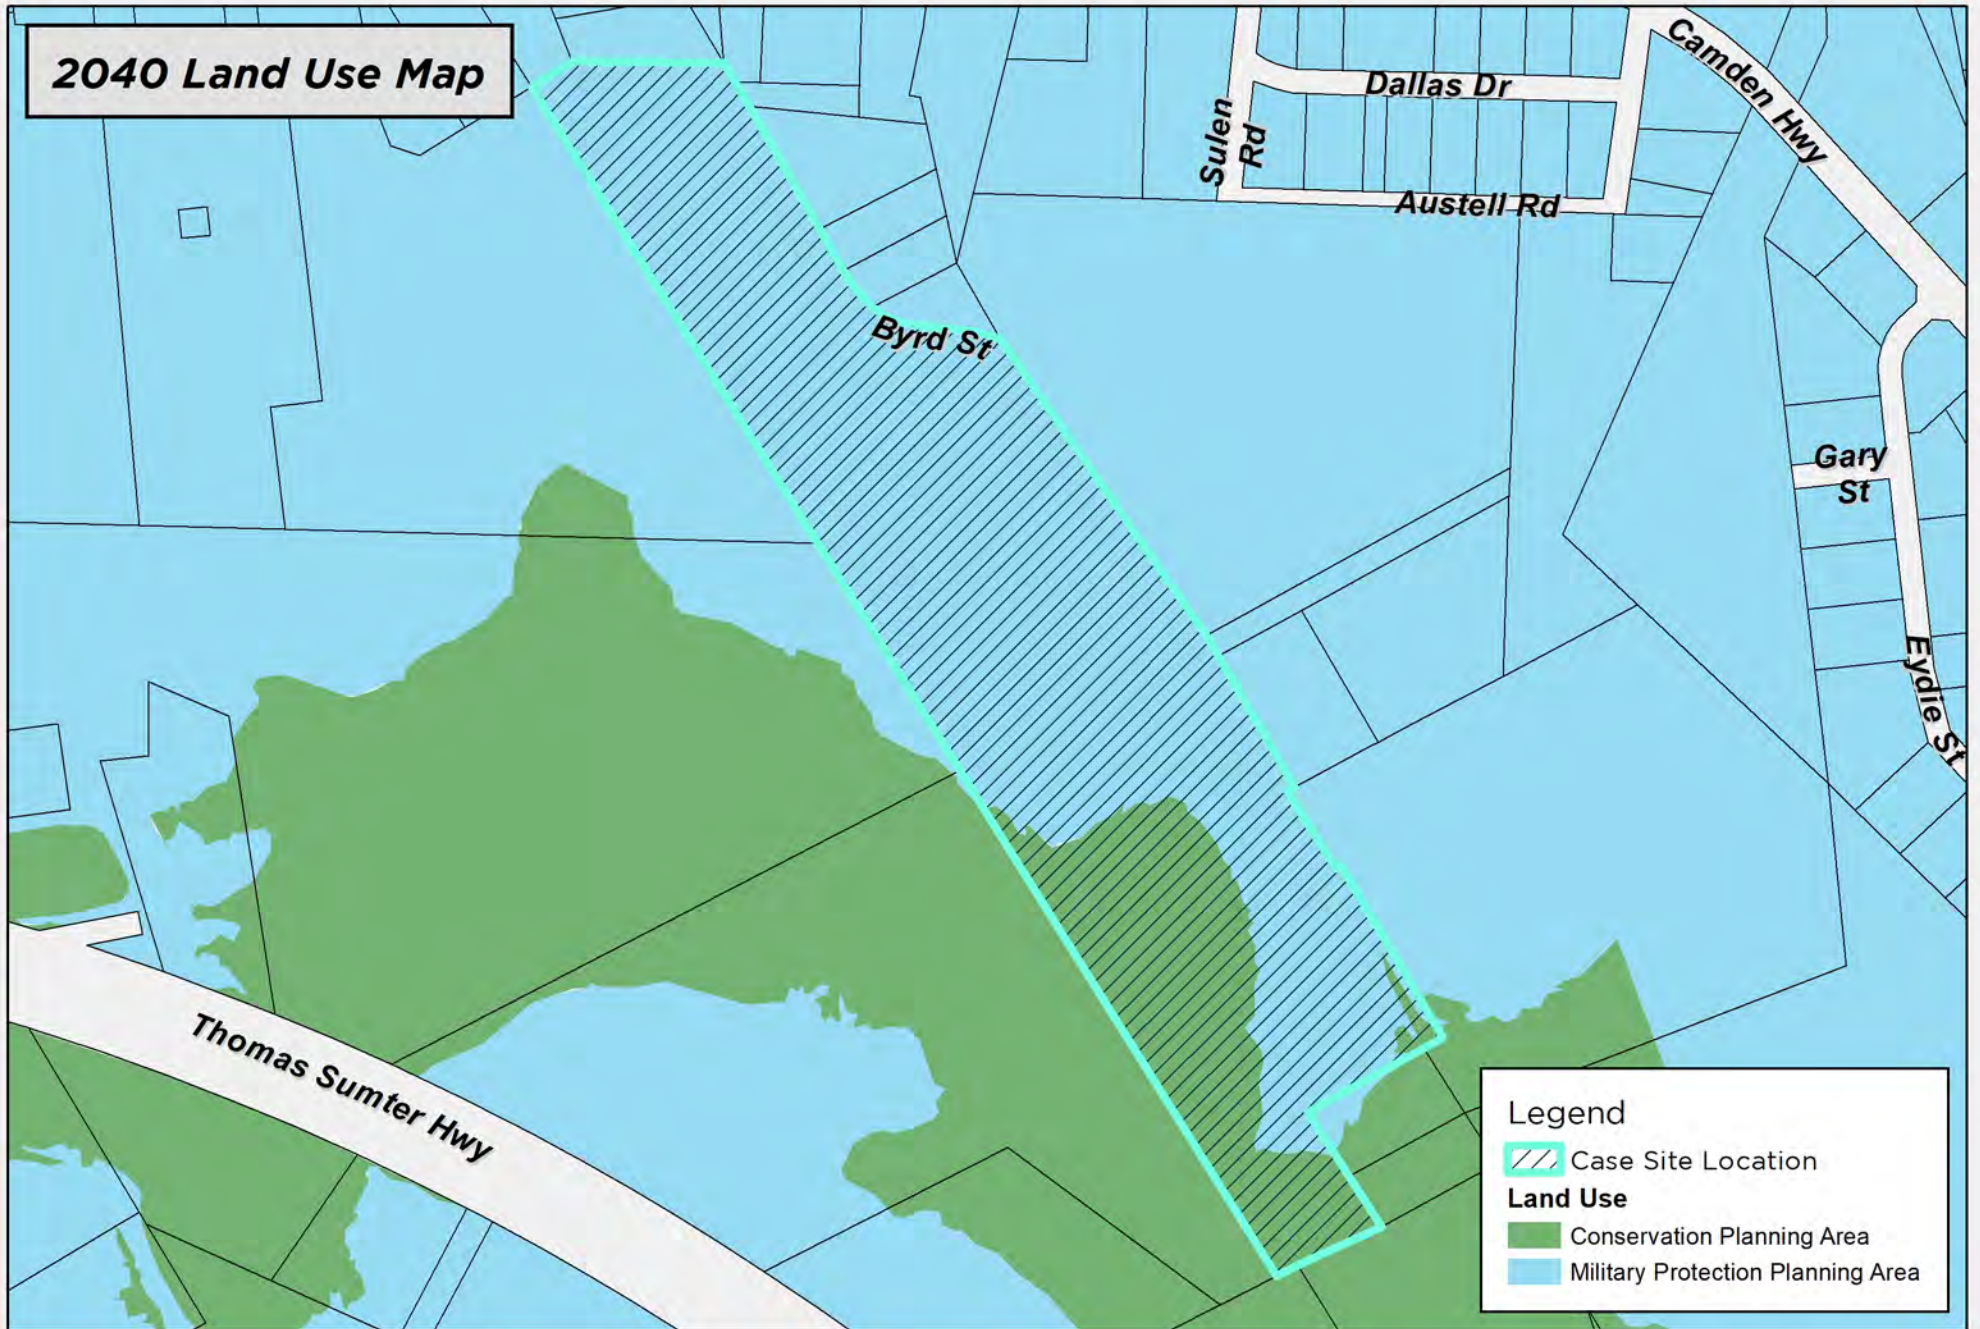 2040 Land Use Map
Camden Hwy
Dallas Dr
Sulen
Rd
Austell Rd
Byrd St
Gary
St
Eydie St
Thomas Sumter Hwy
Legend
Case Site Location
Land Use
Conservation Planning Area
Military Protection Planning Area